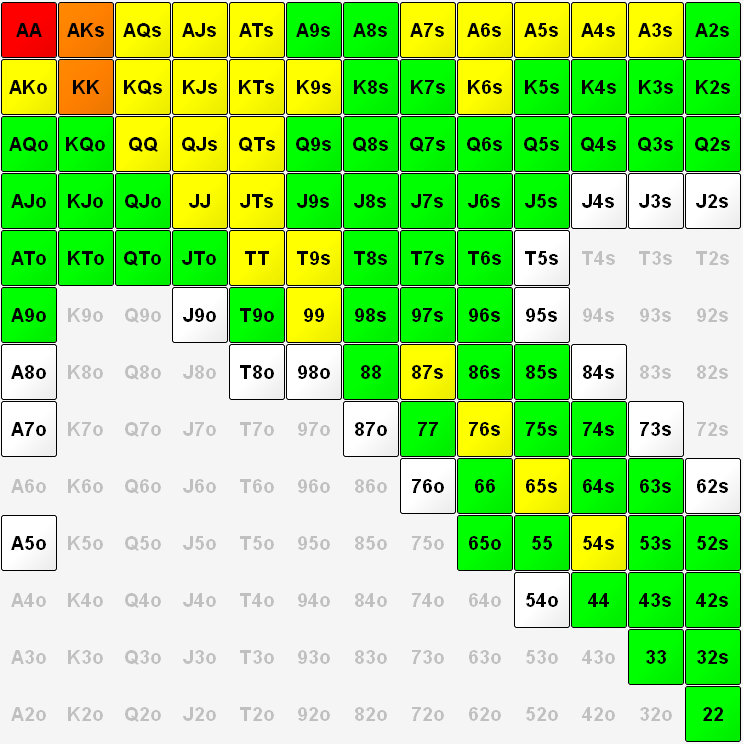 AA AKs AQs AJs ATs A9s A8s A7s A6s A5s A4s A3s A2s
AKo KK KQs KJs KTs K9s K8s K7s K6s K5s K4s K3s K2s
AQo KQo QQ QJs QTs Q9s Q8s Q7s Q6s Q5s Q4s Q3s Q2s
AJo KJo QJo JJ JTs J9s J8s J7s J6s J5s J4s J3s J2s
ATo KTo QTo JTo TT T9s T8s T7s T6s T5s T4s T3s T2s
A9o K9o Q9o J9o T9o 99 98s 97s 96s 95s 94s 93s 92s
A8o K8o Q8o J8o T8o 98o 88 87s 86s 85s 84s 83s 82s
A7o K7o Q7o J7o T7o 97o 87o 77 76s 75s 74s 73s 72s
A6o K6o Q6o J6o T6o 96o 86o 76o 66 65s 64s 63s 62s
A5o K5o Q5o J5o T5o 95o 85o 75o 65o 55 54s 53s 52s
A4o K4o Q4o J4o T4o 94o 84o 74o 64o 54o 44 43s 42s
A3o K3o Q3o J3o T3o 93o 83o 73o 63o 53o 43o 33 32s
A2o K2o Q2o J2o T2o 92o 82o 72o 62o 52o 42o 32o 22